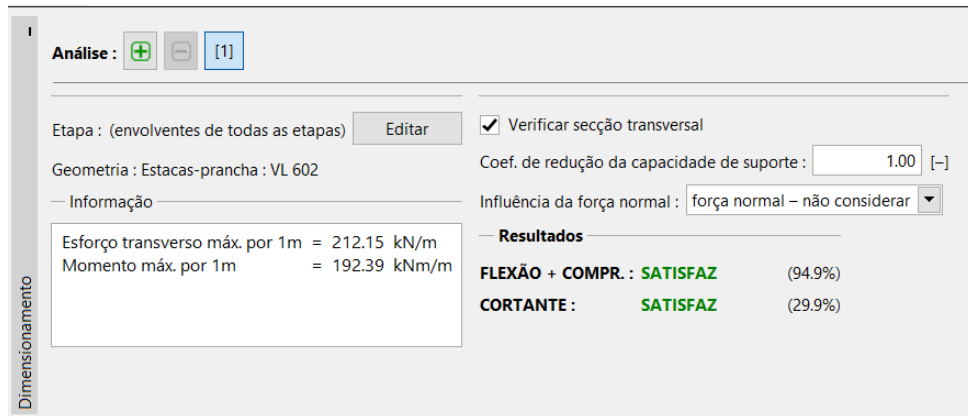 Análise :
[1]
Etapa : (envolventes de todas as etapas)
Editar
Geometria : Estacas-prancha : VL 602
Informação
Esforço transverso máx. por 1m = 212.15 kN/m
Momento máx. por 1m = 192.39 kNm/m
Verificar secção transversal
Coef. de redução da capacidade de suporte : 1.00 [–]
Influência da força normal : força normal – não considerar
Resultados
FLEXÃO + COMPR. : SATISFAZ (94.9%)
CORTANTE : SATISFAZ (29.9%)
Dimensionamento